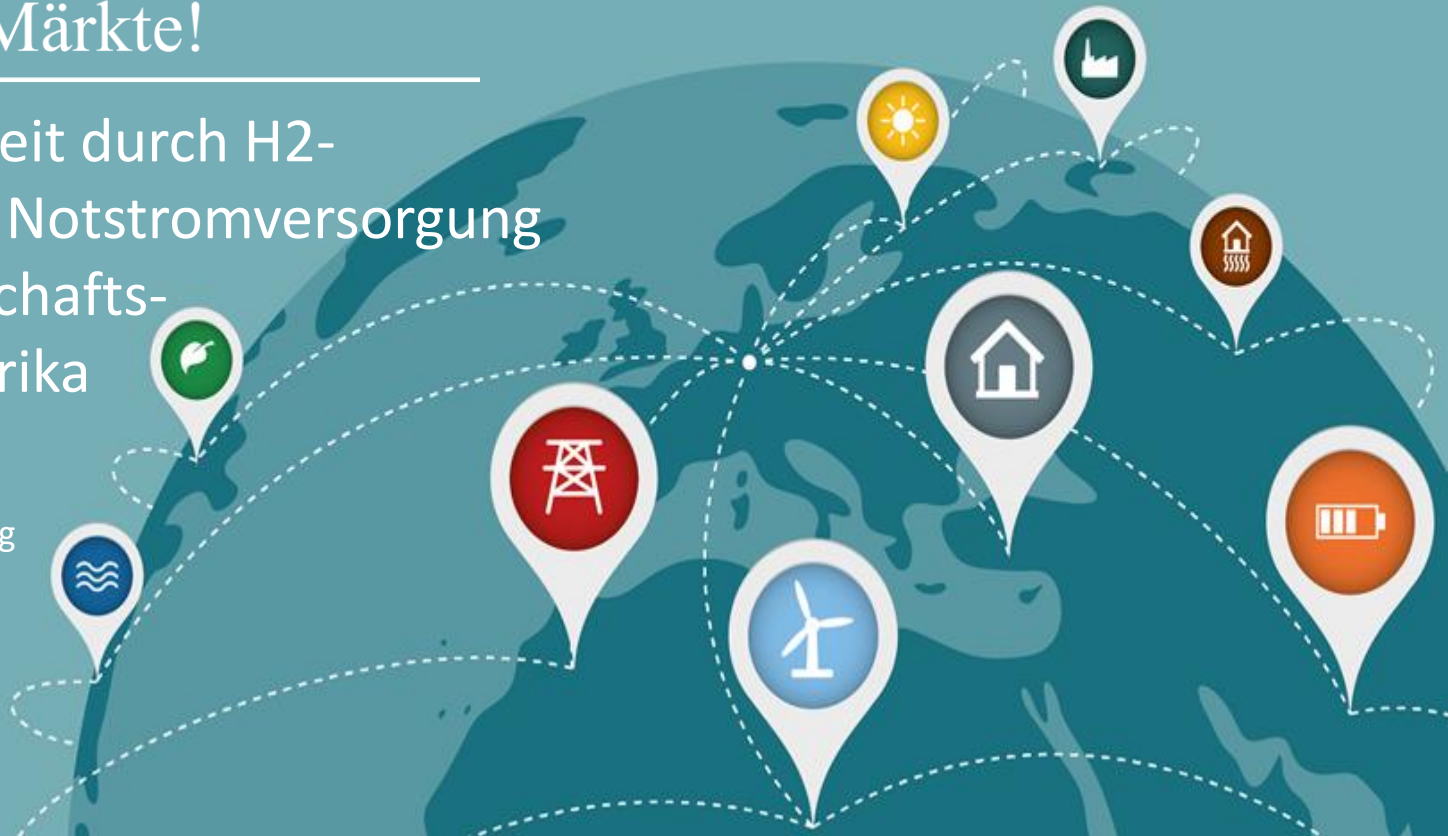 Märkte!
eit durch H2-
Notstromversorgung
chafts-
rika
g